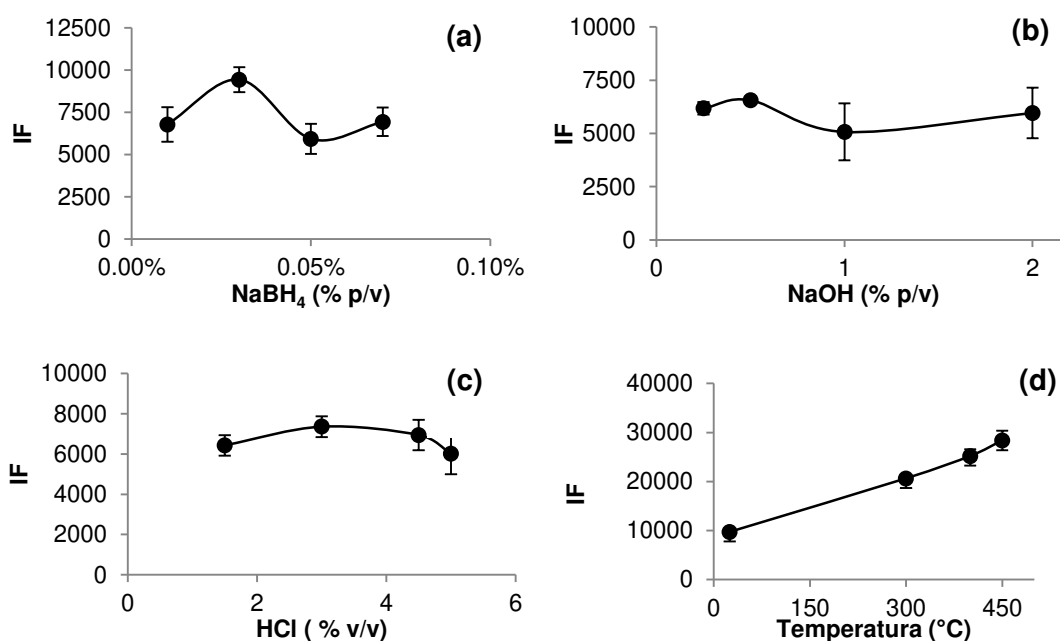 (a)
12500
10000
7500
5000
2500
0
IF
0.00% 0.05% 0.10%
NaBH4 (% p/v)
(b)
10000
7500
5000
2500
0
IF
0 1 2
NaOH (% p/v)
(c)
10000
8000
6000
4000
2000
0
IF
0 2 4 6
HCl ( % v/v)
(d)
40000
30000
20000
10000
0
IF
0 150 300 450
Temperatura (°C)